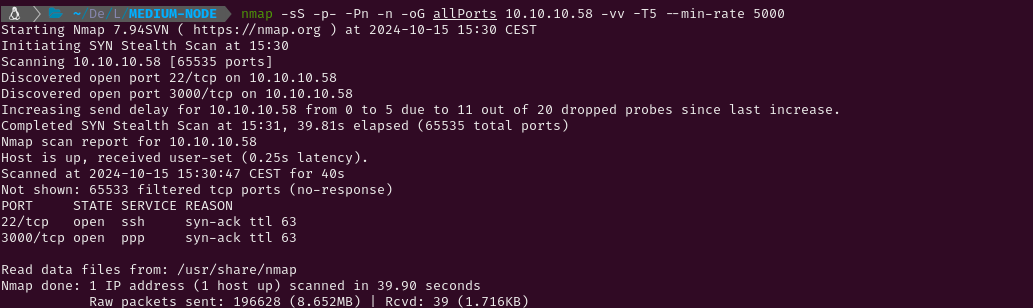 ~/De/L/MEDIUM-NODE nmap -sS -p- -Pn -n -oG allPorts 10.10.10.58 -vv -T5 --min-rate 5000
Starting Nmap 7.94SVN ( https://nmap.org ) at 2024-10-15 15:30 CEST
Initiating SYN Stealth Scan at 15:30
Scanning 10.10.10.58 [65535 ports]
Discovered open port 22/tcp on 10.10.10.58
Discovered open port 3000/tcp on 10.10.10.58
Increasing send delay for 10.10.10.58 from 0 to 5 due to 11 out of 20 dropped probes since last increase.
Completed SYN Stealth Scan at 15:31, 39.81s elapsed (65535 total ports)
Nmap scan report for 10.10.10.58
Host is up, received user-set (0.25s latency).
Scanned at 2024-10-15 15:30:47 CEST for 40s
Not shown: 65533 filtered tcp ports (no-response)
PORT     STATE SERVICE REASON
22/tcp   open  ssh     syn-ack ttl 63
3000/tcp open  ppp     syn-ack ttl 63
Read data files from: /usr/share/nmap
Nmap done: 1 IP address (1 host up) scanned in 39.90 seconds
Raw packets sent: 196628 (8.652MB) | Rcvd: 39 (1.716KB)